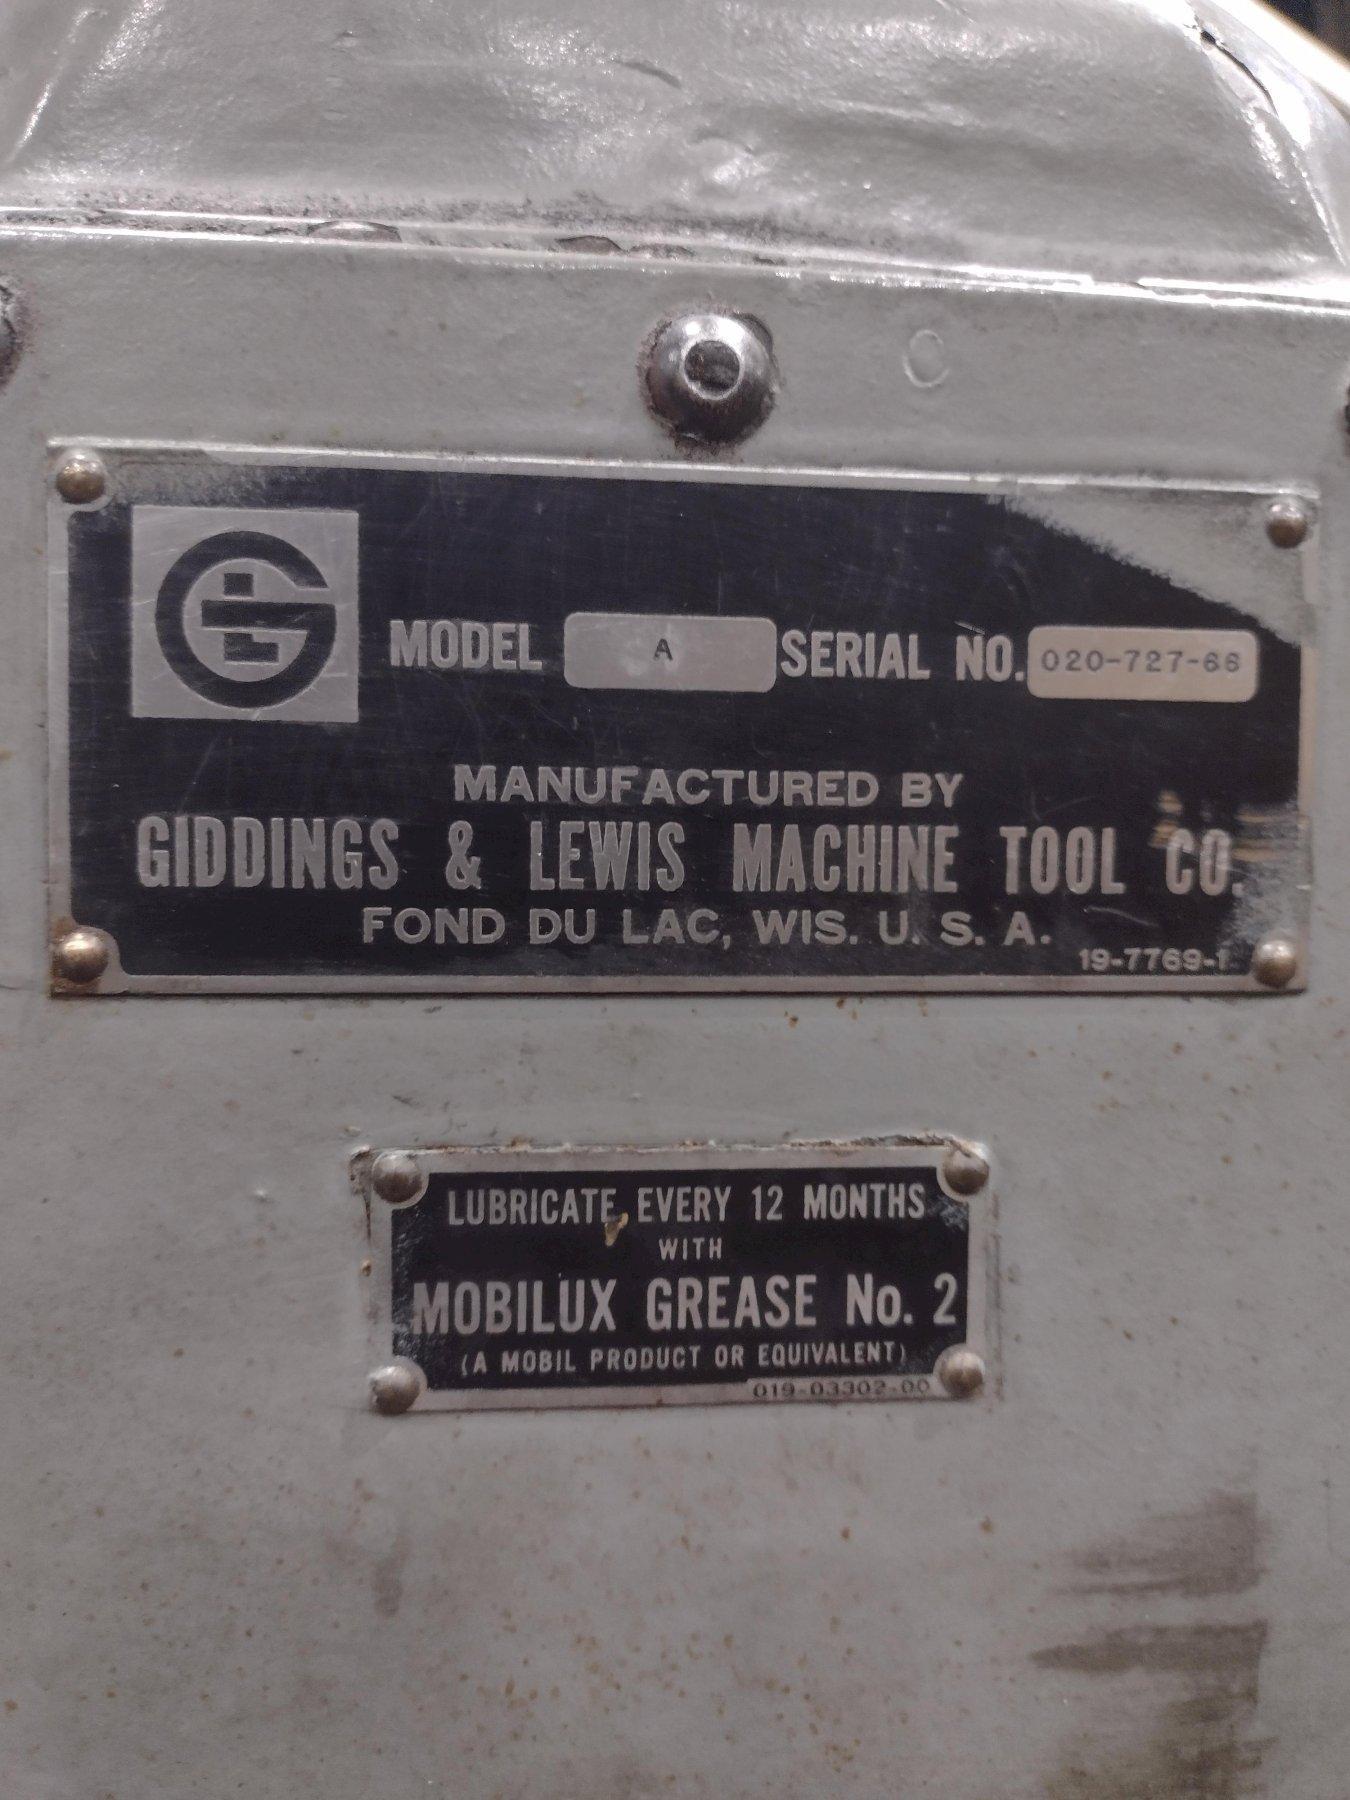 GL
MODEL A SERIAL NO. 020-727-66
MANUFACTURED BY
GIDDINGS & LEWIS MACHINE TOOL CO.
FOND DU LAC, WIS. U. S. A.
19-7769-1
LUBRICATE EVERY 12 MONTHS
WITH
MOBILUX GREASE No. 2
(A MOBIL PRODUCT OR EQUIVALENT)
019-03302-00